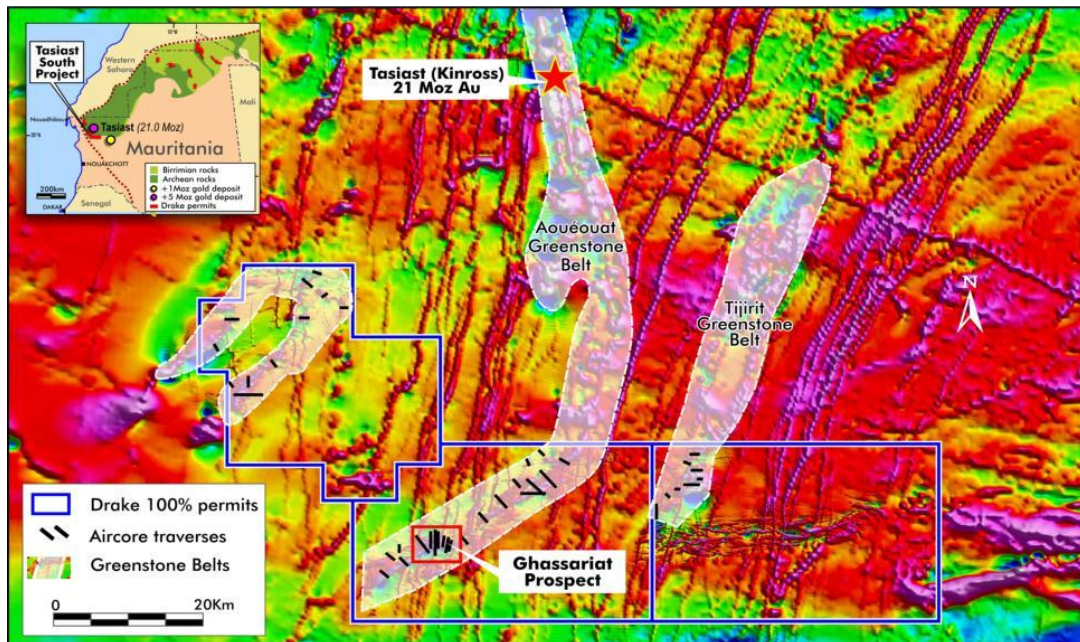 10°W
Tasiast
South
Project
Western
Sahara
Mali
Nouadhibou
Tasiast (21.0 Moz)
20°N
Mauritania
NOUAKCHOTT
Birrimian rocks
Archean rocks
+1Moz gold deposit
+5 Moz gold deposit
Drake permits
200km
DAKAR
Senegal
Tasiast (Kinross)
21 Moz Au
Aouéouat
Greenstone
Belt
Tijirit
Greenstone
Belt
N
Drake 100% permits
Aircore traverses
Greenstone Belts
0 20Km
Ghassariat
Prospect